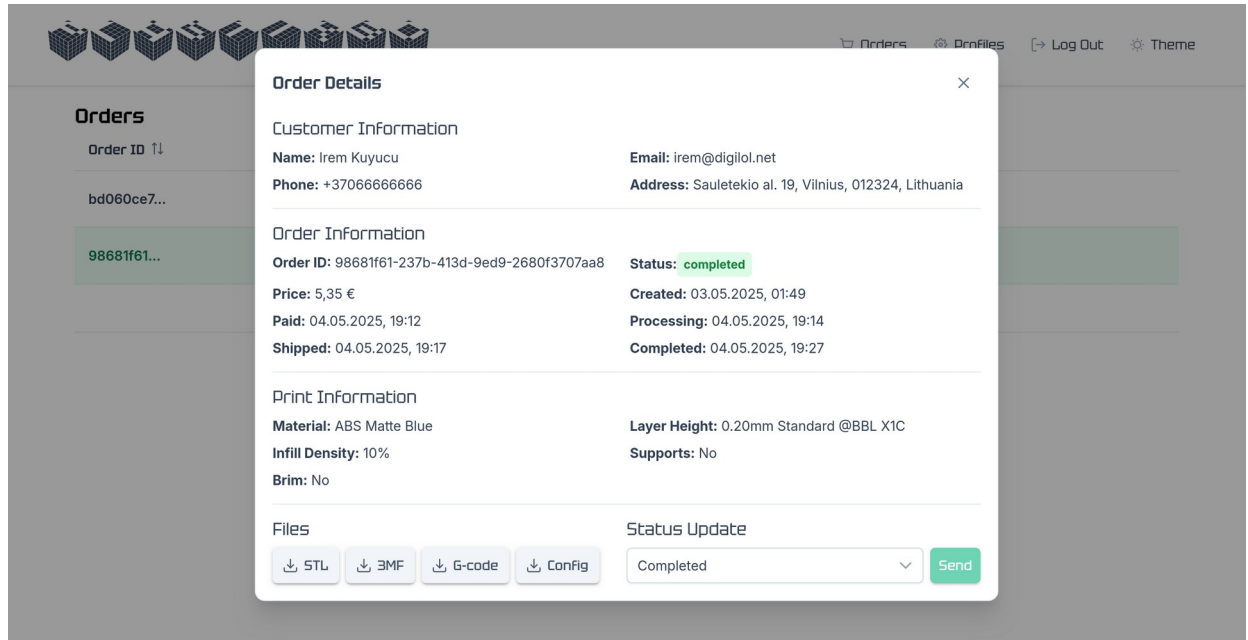 Orders
Profiles
Log Out
Theme
Orders
Order ID
bd060ce7...
98681f61...
Order Details
Customer Information
Name: Irem Kuyucu
Email: irem@digilol.net
Phone: +37066666666
Address: Sauletekio al. 19, Vilnius, 012324, Lithuania
Order Information
Order ID: 98681f61-237b-413d-9ed9-2680f3707aa8
Status: completed
Price: 5,35 €
Created: 03.05.2025, 01:49
Paid: 04.05.2025, 19:12
Processing: 04.05.2025, 19:14
Shipped: 04.05.2025, 19:17
Completed: 04.05.2025, 19:27
Print Information
Material: ABS Matte Blue
Layer Height: 0.20mm Standard @BBL X1C
Infill Density: 10%
Supports: No
Brim: No
Files
Status Update
STL
3MF
G-code
Config
Completed
Send